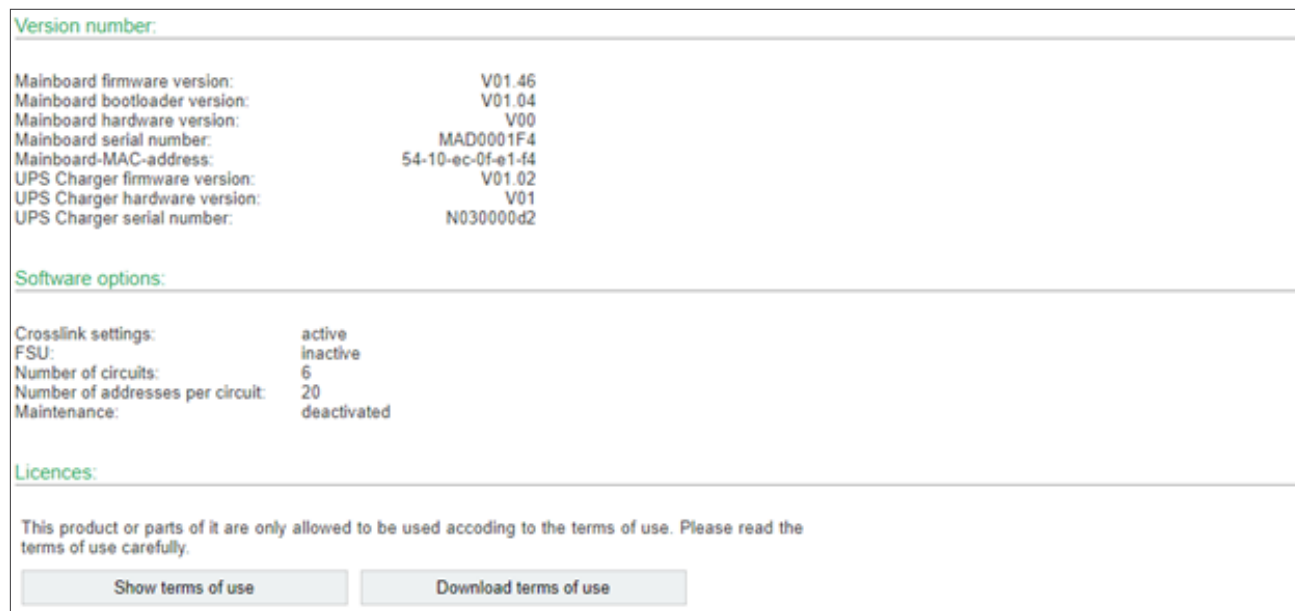 Version number:
Mainboard firmware version: V01.46
Mainboard bootloader version: V01.04
Mainboard hardware version: V00
Mainboard serial number: MAD0001F4
Mainboard-MAC-address: 54-10-ec-0f-e1-f4
UPS Charger firmware version: V01.02
UPS Charger hardware version: V01
UPS Charger serial number: N030000d2
Software options:
Crosslink settings: active
FSU: inactive
Number of circuits: 6
Number of addresses per circuit: 20
Maintenance: deactivated
Licences:
This product or parts of it are only allowed to be used accoding to the terms of use. Please read the
terms of use carefully.
Show terms of use Download terms of use